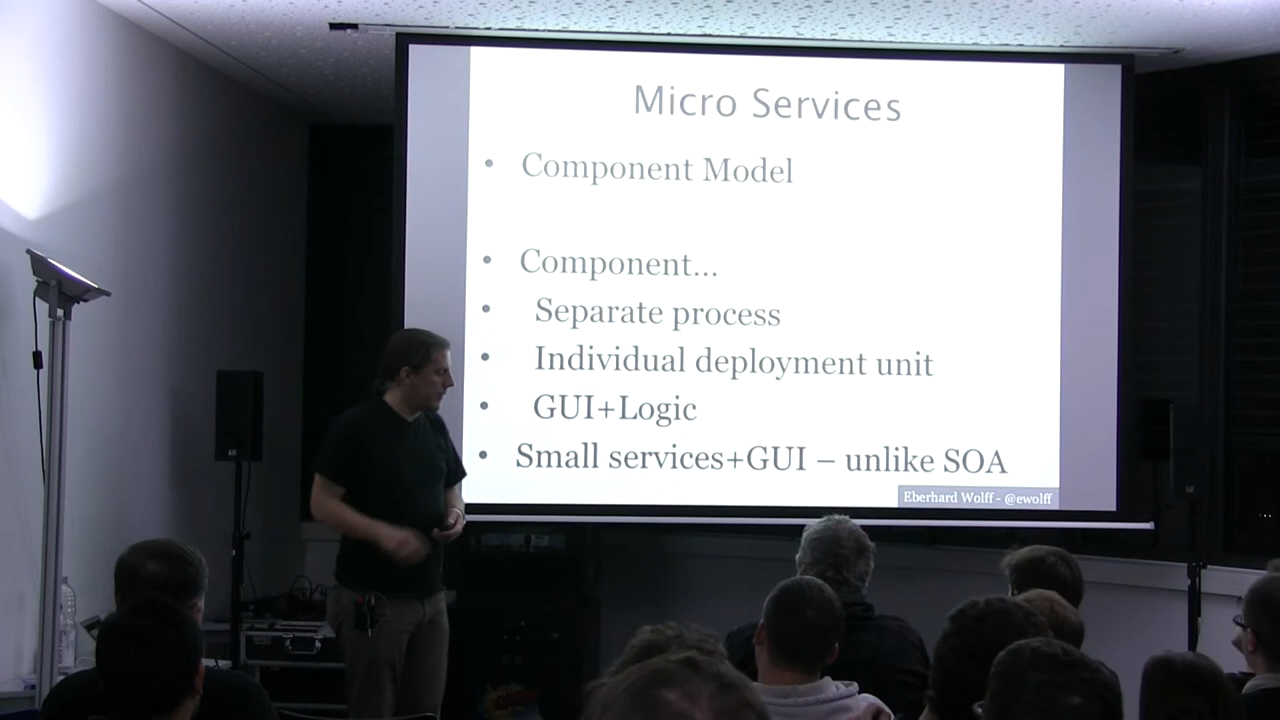 Micro Services
• Component Model
• Component...
• Separate process
• Individual deployment unit
• GUI+Logic
• Small services+GUI – unlike SOA
Eberhard Wolff - @ewolff